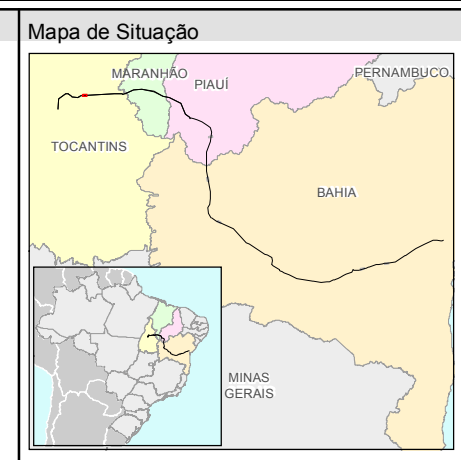 Mapa de Situação
MARANHÃO
PIAUÍ
PERNAMBUCO
TOCANTINS
BAHIA
MINAS
GERAIS